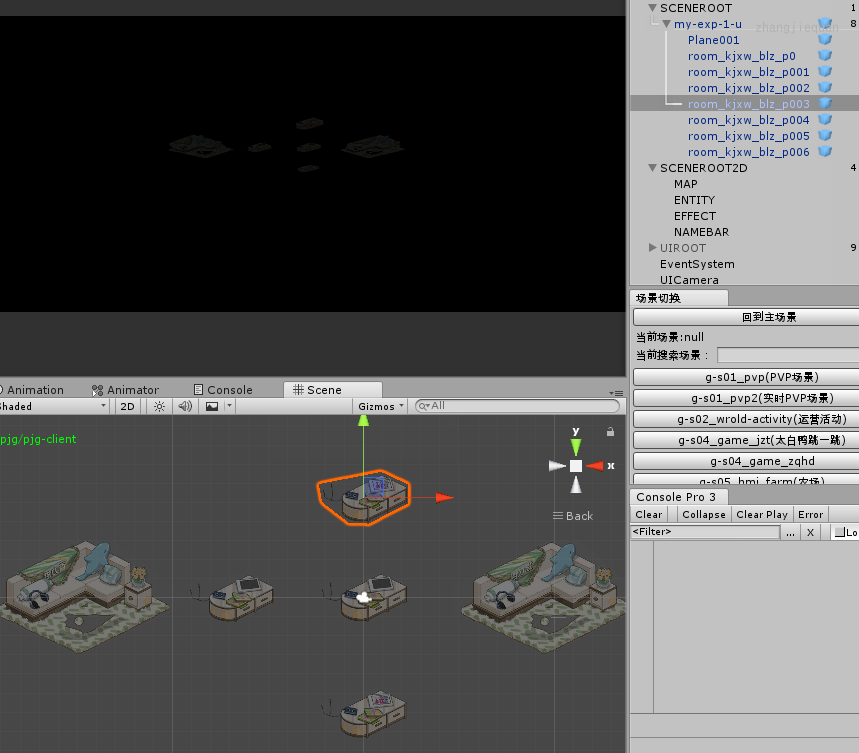 SCENEROOT 1
my-exp-1-u 8
Plane001
room_kjxw_blz_p0
room_kjxw_blz_p001
room_kjxw_blz_p002
room_kjxw_blz_p003
room_kjxw_blz_p004
room_kjxw_blz_p005
room_kjxw_blz_p006
SCENEROOT2D 4
MAP
ENTITY
EFFECT
NAMEBAR
UIROOT 9
EventSystem
UICamera
场景切换
回到主场景
当前场景:null
当前搜索场景：
g-s01_pvp(PVP场景)
g-s01_pvp2(实时PVP场景)
g-s02_wrold-activity(运营活动)
g-s04_game_jzt(太白鸭跳一跳)
g-s04_game_zqhd
g-s05_hmj_farm(农场)
Console Pro 3
Clear Collapse Clear Play Error
<Filter> ... X Lo
Animation Animator Console Scene
haded 2D Gizmos All
pjg/pjg-client
y
x
Back